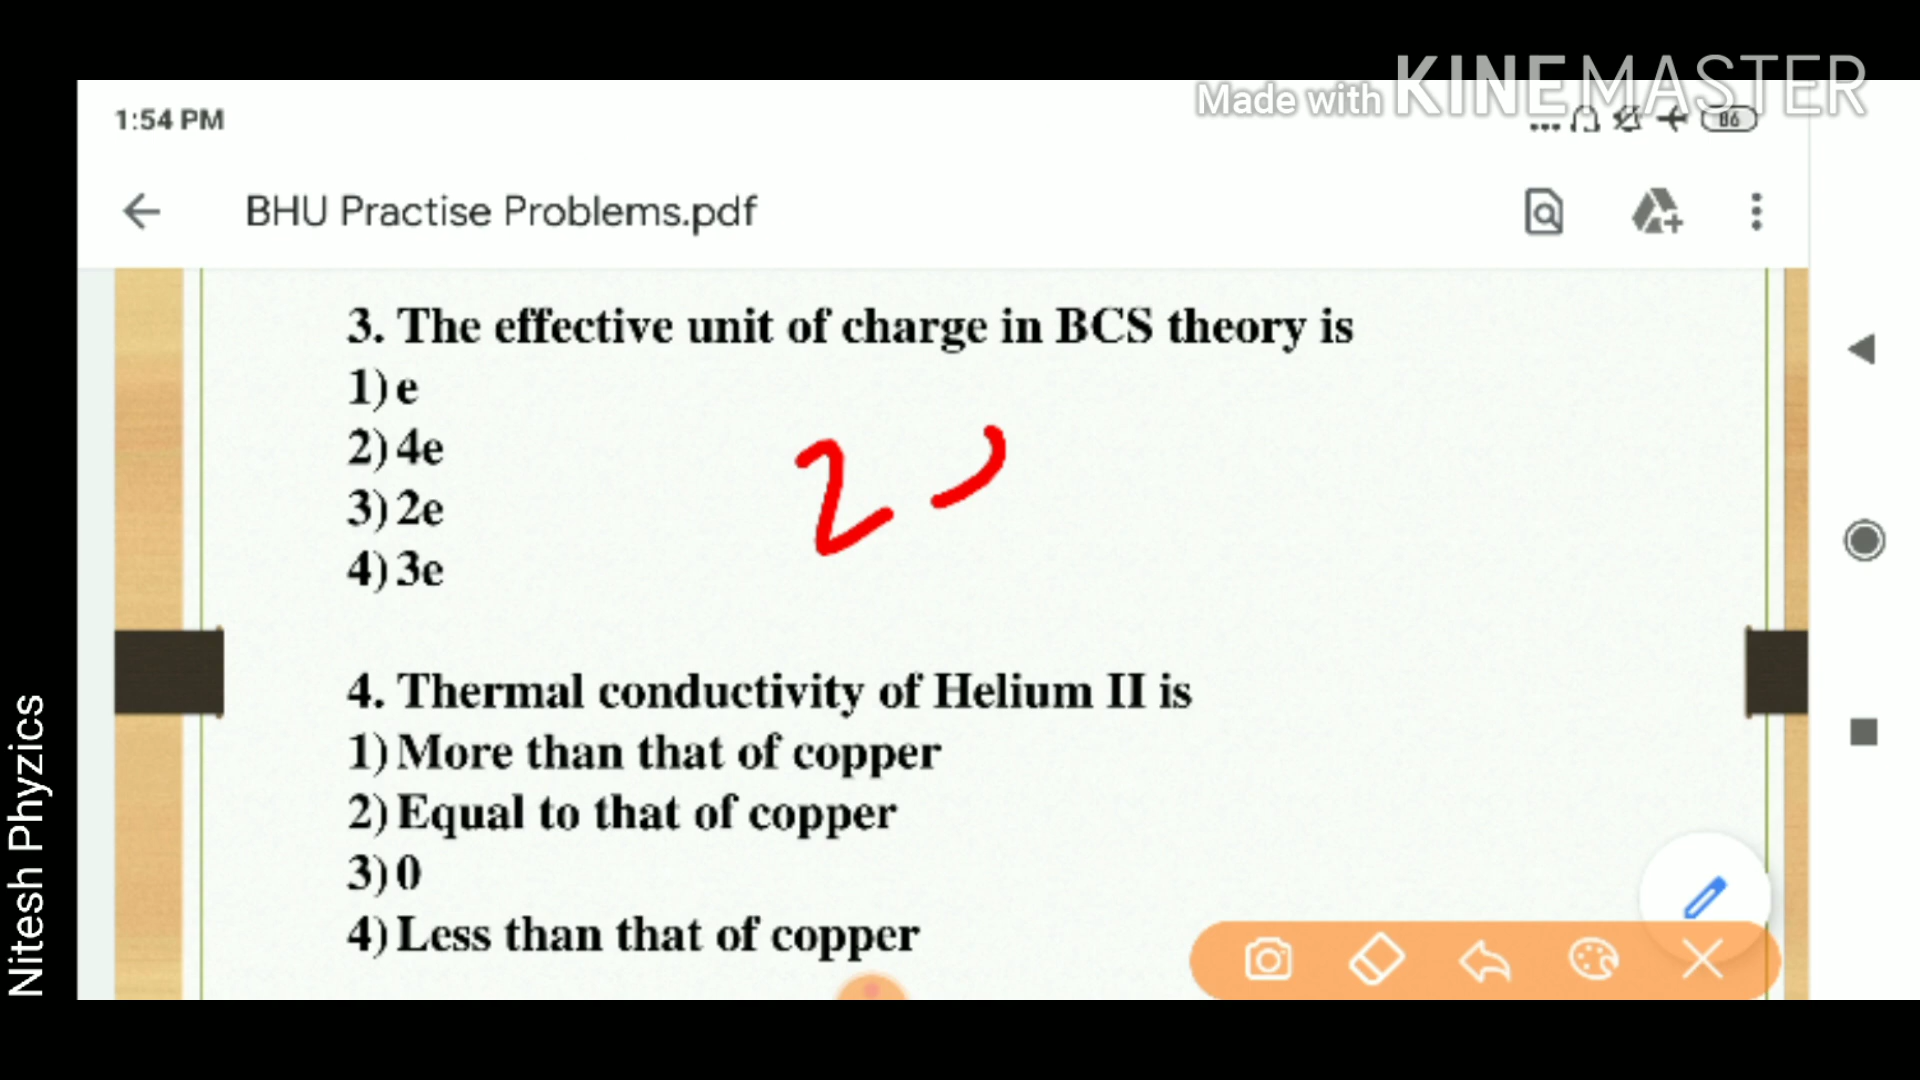 Made with KINEMASTER
1:54 PM
86
BHU Practise Problems.pdf
3. The effective unit of charge in BCS theory is
1) e
2) 4e
3) 2e
4) 3e
2
4. Thermal conductivity of Helium II is
1) More than that of copper
2) Equal to that of copper
3) 0
4) Less than that of copper
Nitesh Phyzics